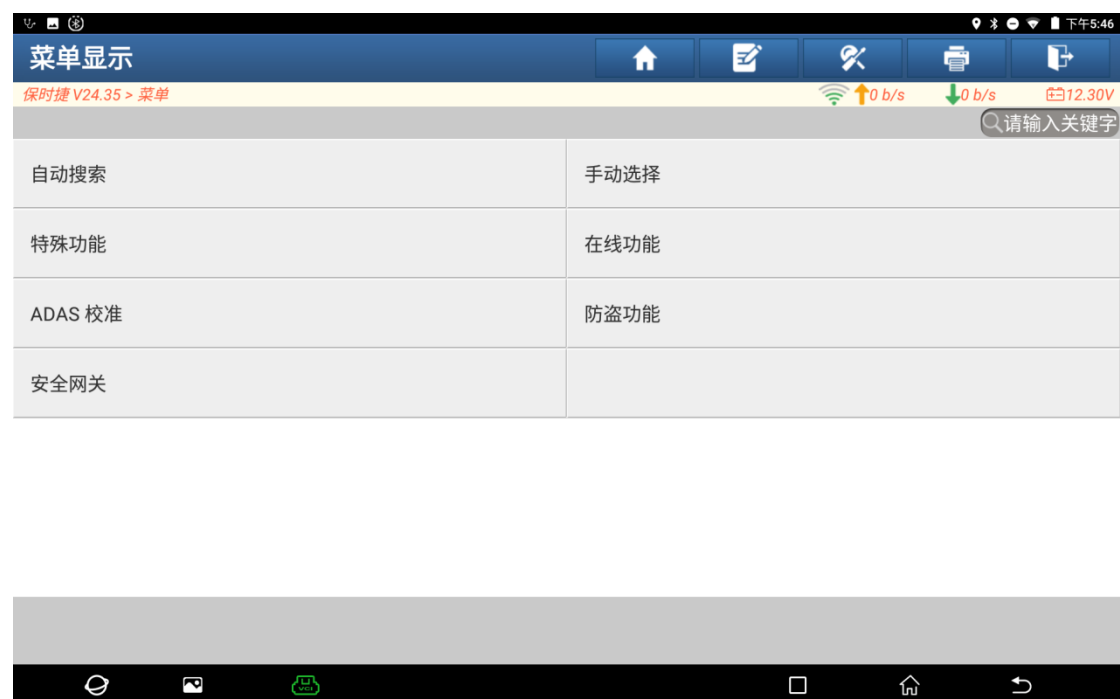 下午5:46
菜单显示
保时捷 V24.35 > 菜单
0 b/s
0 b/s
12.30V
请输入关键字
自动搜索
手动选择
特殊功能
在线功能
ADAS 校准
防盗功能
安全网关
VCI